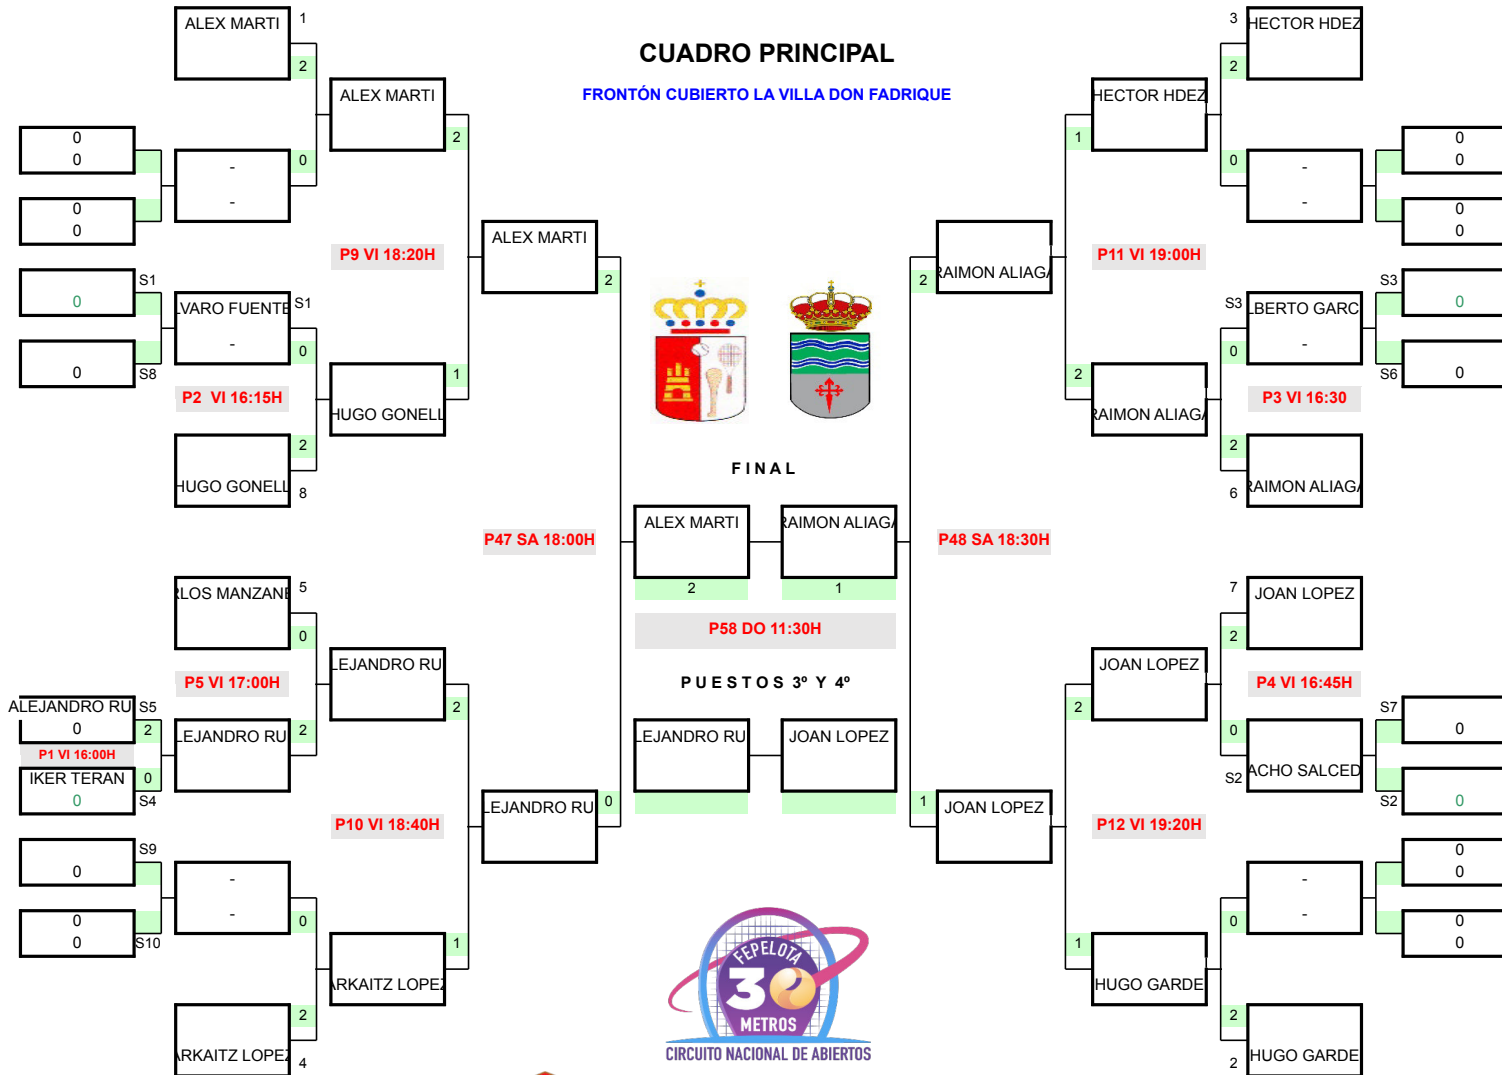 CUADRO PRINCIPAL
FRONTÓN CUBIERTO LA VILLA DON FADRIQUE
ALEX MARTI 1
2
ALEX MARTI
2
0
0
0
0
-
-
0
P9 VI 18:20H
ALEX MARTI
2
S1
0
0
S8
LVARO FUENTE S1
-
0
P2 VI 16:15H
1
HUGO GONELL
2
HUGO GONELL 8
P47 SA 18:00H
RLOS MANZANE 5
0
P5 VI 17:00H
LEJANDRO RU
2
ALEJANDRO RU S5
0 2
P1 VI 16:00H
IKER TERAN 0
0 S4
LEJANDRO RU 2
P10 VI 18:40H
LEJANDRO RU 0
S9
0
0
0 S10
-
-
0
1
ARKAITZ LOPEZ
2
ARKAITZ LOPEZ 4
FINAL
ALEX MARTI
RAIMON ALIAGA
2
1
P58 DO 11:30H
PUESTOS 3º Y 4º
LEJANDRO RU
JOAN LOPEZ
3 HECTOR HDEZ
2
HECTOR HDEZ
1
0
-
-
0
0
0
0
P11 VI 19:00H
2 RAIMON ALIAGA
S3
0
0
S6
S3 LBERTO GARC
0 -
P3 VI 16:30
2
RAIMON ALIAGA
2
6 RAIMON ALIAGA
P48 SA 18:30H
7 JOAN LOPEZ
2
P4 VI 16:45H
JOAN LOPEZ
2
0
S2 ACHO SALCED
S7
0
S2 0
1 JOAN LOPEZ
P12 VI 19:20H
-
-
0
0
0
0
0
1
HUGO GARDE
2
2 HUGO GARDE
FEPELOTA
30
METROS
CIRCUITO NACIONAL DE ABIERTOS